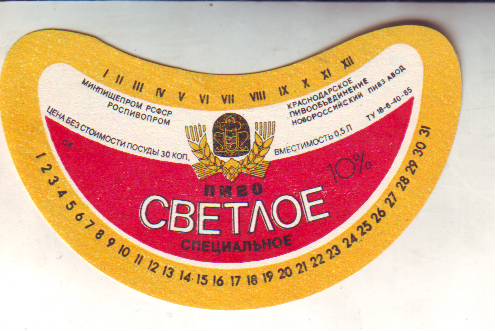 I II III IV V VI VII VIII IX X XI XII
МИНПИЩЕПРОМ РСФСР
РОСПИВОПРОМ
КРАСНОДАРСКОЕ
ПИВООБЪЕДИНЕНИЕ
НОВОРОССИЙСКИЙ ПИВЗАВОД
ЦЕНА БЕЗ СТОИМОСТИ ПОСУДЫ 30 КОП.
ВМЕСТИМОСТЬ 0,5 Л
ТУ 18-6-40-85
10%
ПИВО
СВЕТЛОЕ
СПЕЦИАЛЬНОЕ
1 2 3 4 5 6 7 8 9 10 11 12 13 14 15 16 17 18 19 20 21 22 23 24 25 26 27 28 29 30 31